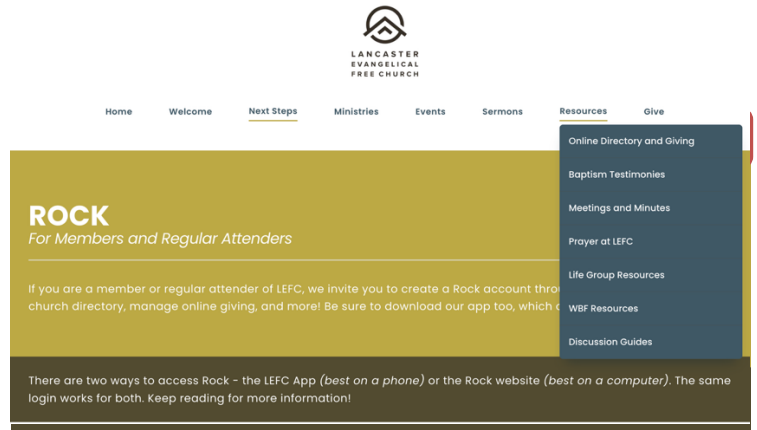 LANCASTER
EVANGELICAL
FREE CHURCH
Home Welcome Next Steps Ministries Events Sermons Resources Give
Online Directory and Giving
Baptism Testimonies
Meetings and Minutes
Prayer at LEFC
Life Group Resources
WBF Resources
Discussion Guides
ROCK
For Members and Regular Attenders
If you are a member or regular attender of LEFC, we invite you to create a Rock account
church directory, manage online giving, and more! Be sure to download our app too, which
There are two ways to access Rock - the LEFC App (best on a phone) or the Rock website (best on a computer). The same
login works for both. Keep reading for more information!